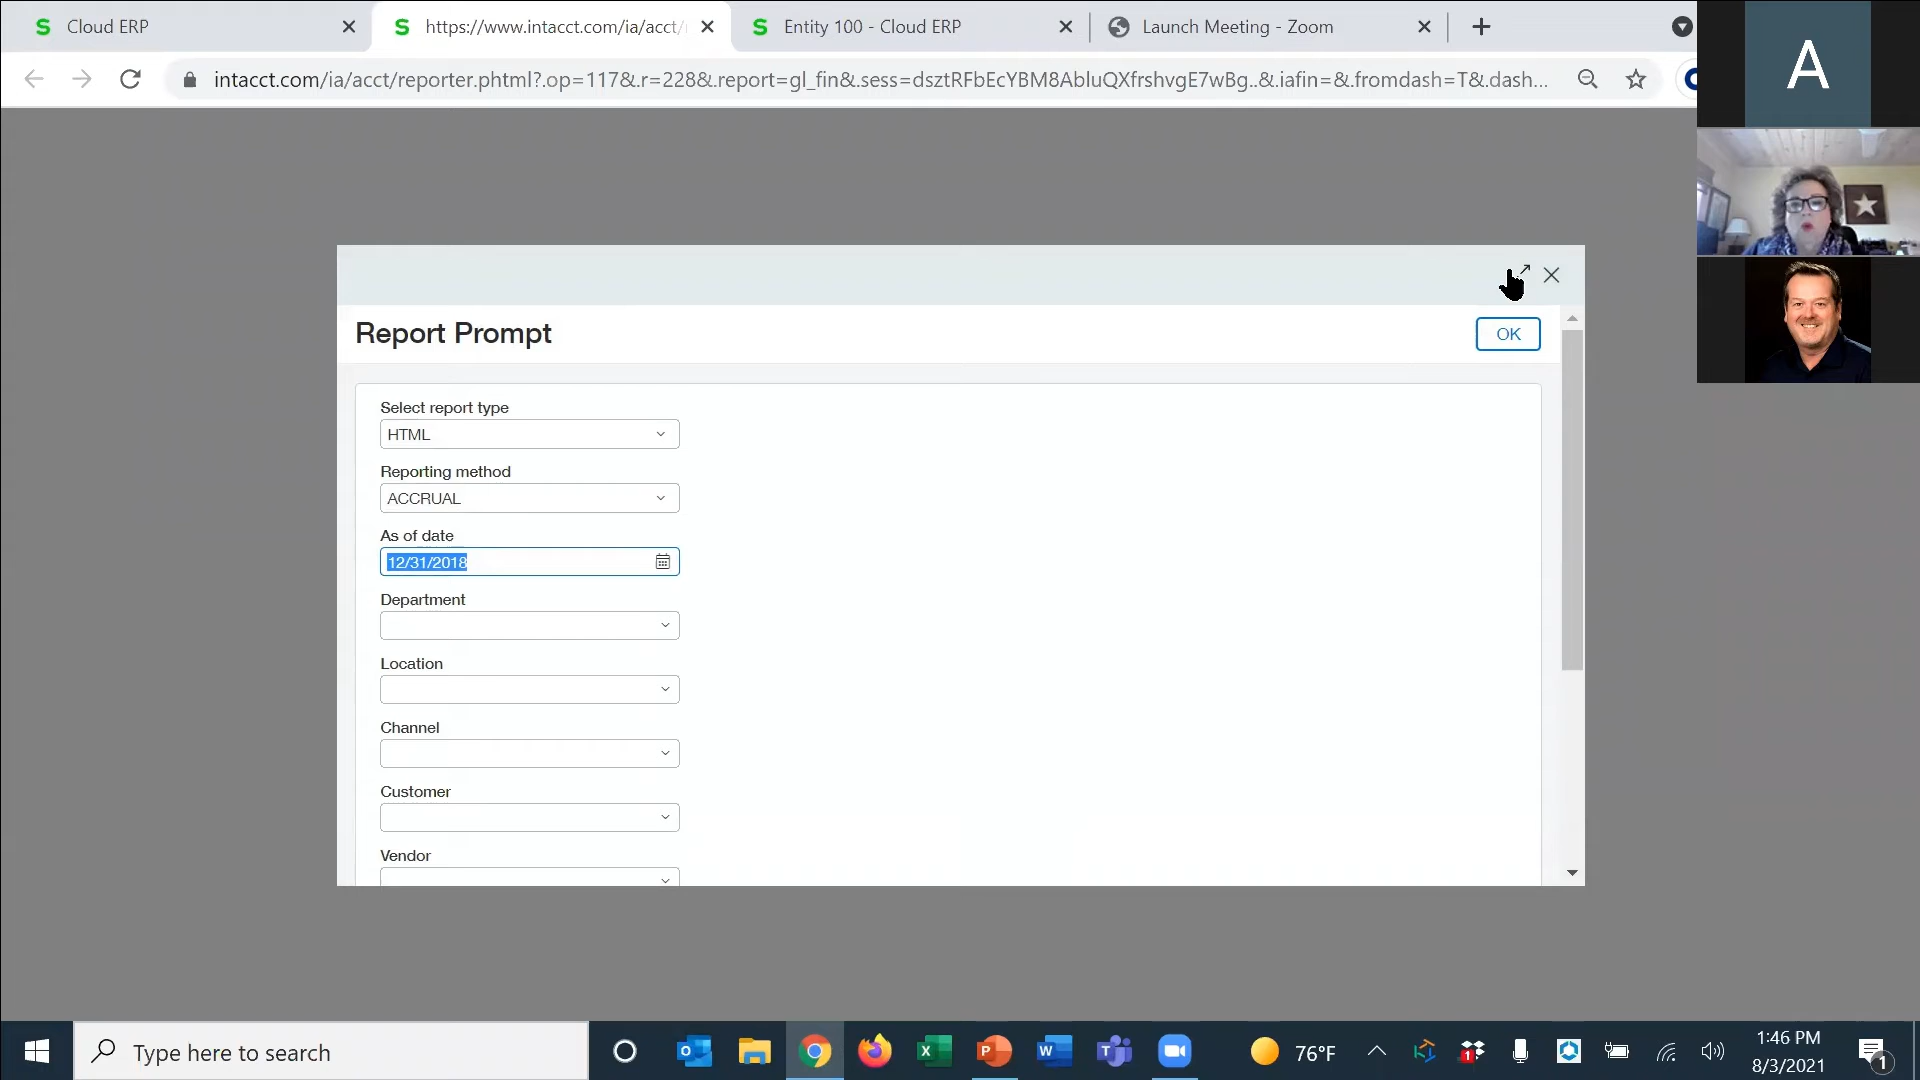 Cloud ERP
https://www.intacct.com/ia/acct/
Entity 100 - Cloud ERP
Launch Meeting - Zoom
intacct.com/ia/acct/reporter.phtml?.op=117&.r=228&.report=gl_fin&.sess=dsztRFbEcYBM8AbluQXfrshvgE7wBg..&.iafin=&.fromdash=T&.dash...
A
Report Prompt
OK
Select report type
HTML
Reporting method
ACCRUAL
As of date
12/31/2018
Department
Location
Channel
Customer
Vendor
Type here to search
76°F
1:46 PM
8/3/2021
1
1